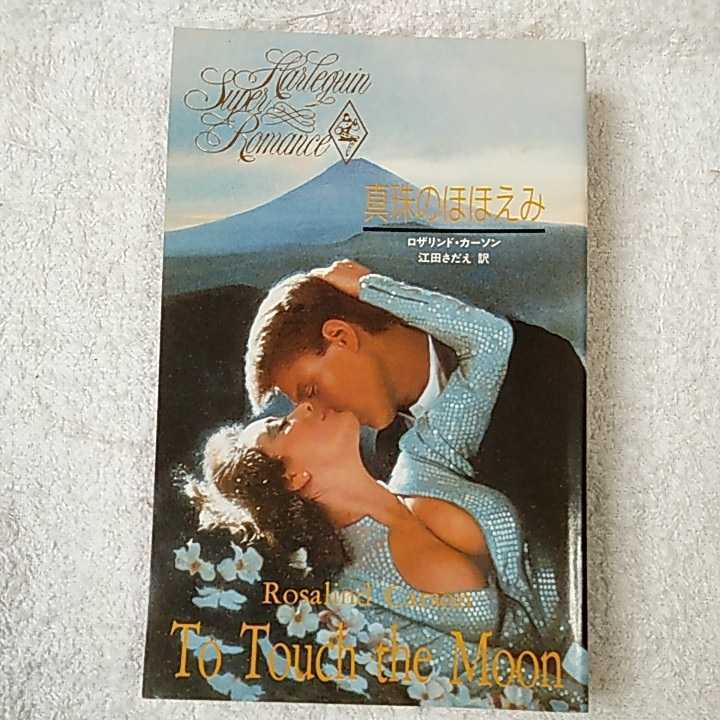 Harlequin
Super
Romance
真珠のほほえみ
ロザリンド・カーソン
江田さだえ 訳
Rosalind Carson
To Touch the Moon